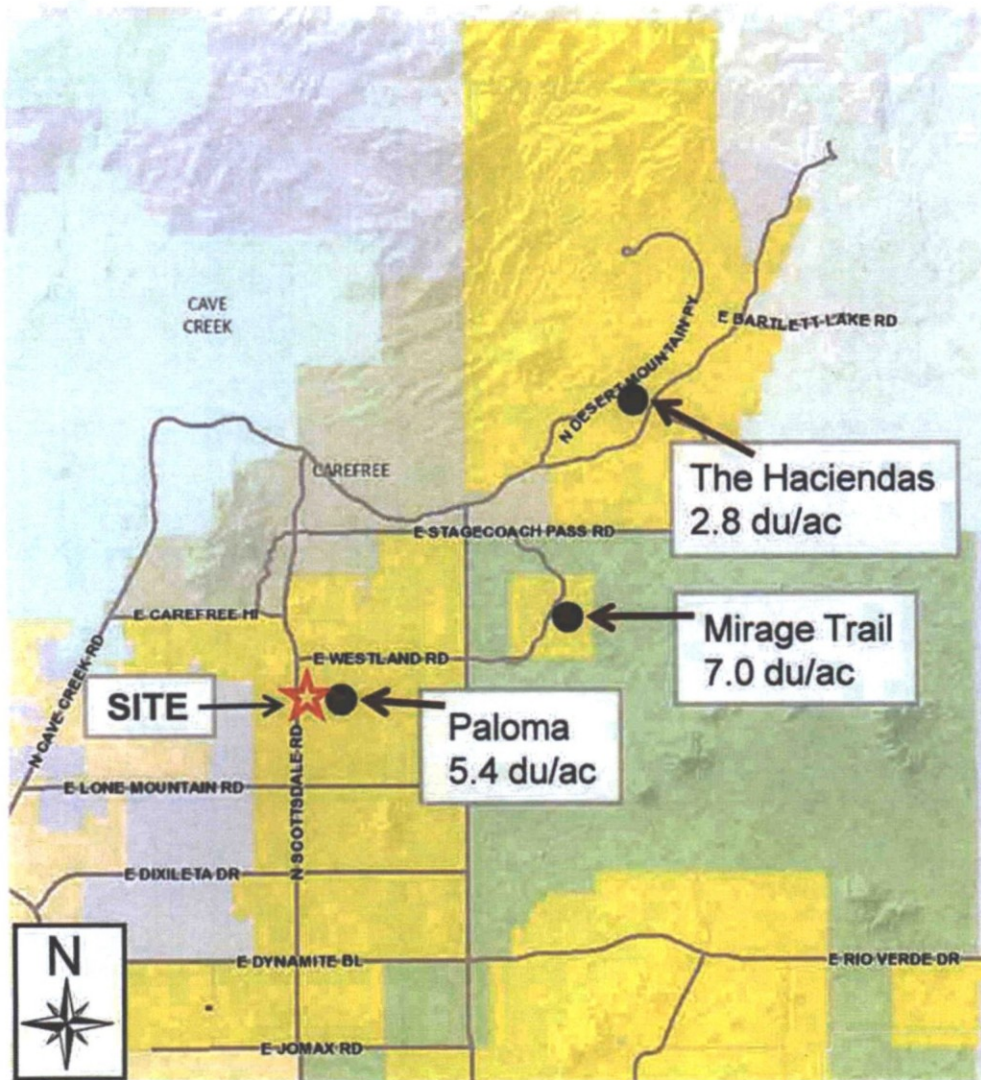 CAVE
CREEK
E BARTLETT LAKE RD
N DESERT MOUNTAIN PY
CAREFREE
The Haciendas
2.8 du/ac
E STAGECOACH PASS RD
E CAREFREE HI
Mirage Trail
7.0 du/ac
E WESTLAND RD
N CAVE CREEK RD
SITE
Paloma
5.4 du/ac
E LONE MOUNTAIN RD
N SCOTTSDALE RD
E DIXILETA DR
N
E DYNAMITE BL
E RIO VERDE DR
E JOMAX RD